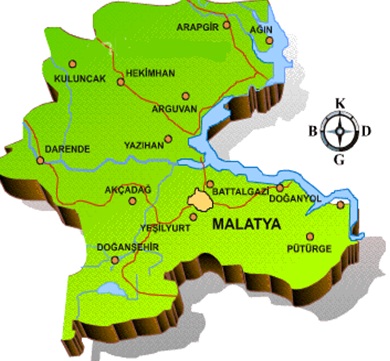 ARAPGİR
AĞIN
KULUNCAK
HEKİMHAN
ARGUVAN
K
B
D
G
YAZIHAN
DARENDE
AKÇADAĞ
BATTALGAZİ
DOĞANYOL
YEŞİLYURT
MALATYA
PÜTÜRGE
DOĞANŞEHİR